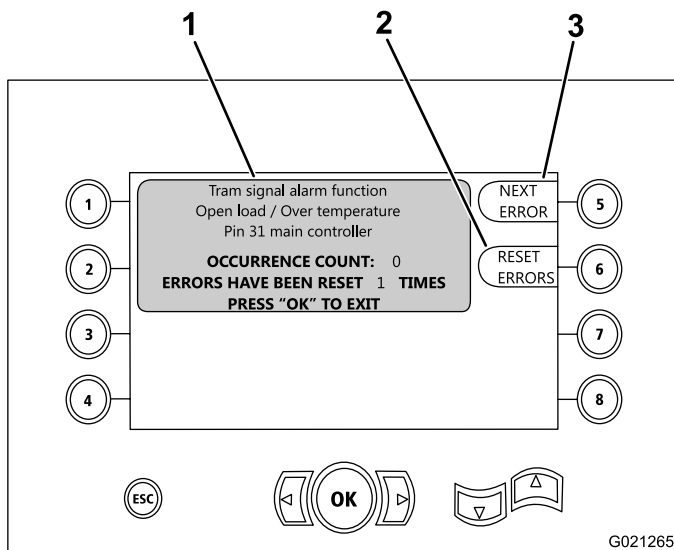 1
2
3
Tram signal alarm function
Open load / Over temperature
Pin 31 main controller
OCCURRENCE COUNT: 0
ERRORS HAVE BEEN RESET 1 TIMES
PRESS “OK” TO EXIT
NEXT
ERROR
RESET
ERRORS
1
2
3
4
5
6
7
8
ESC
OK
G021265